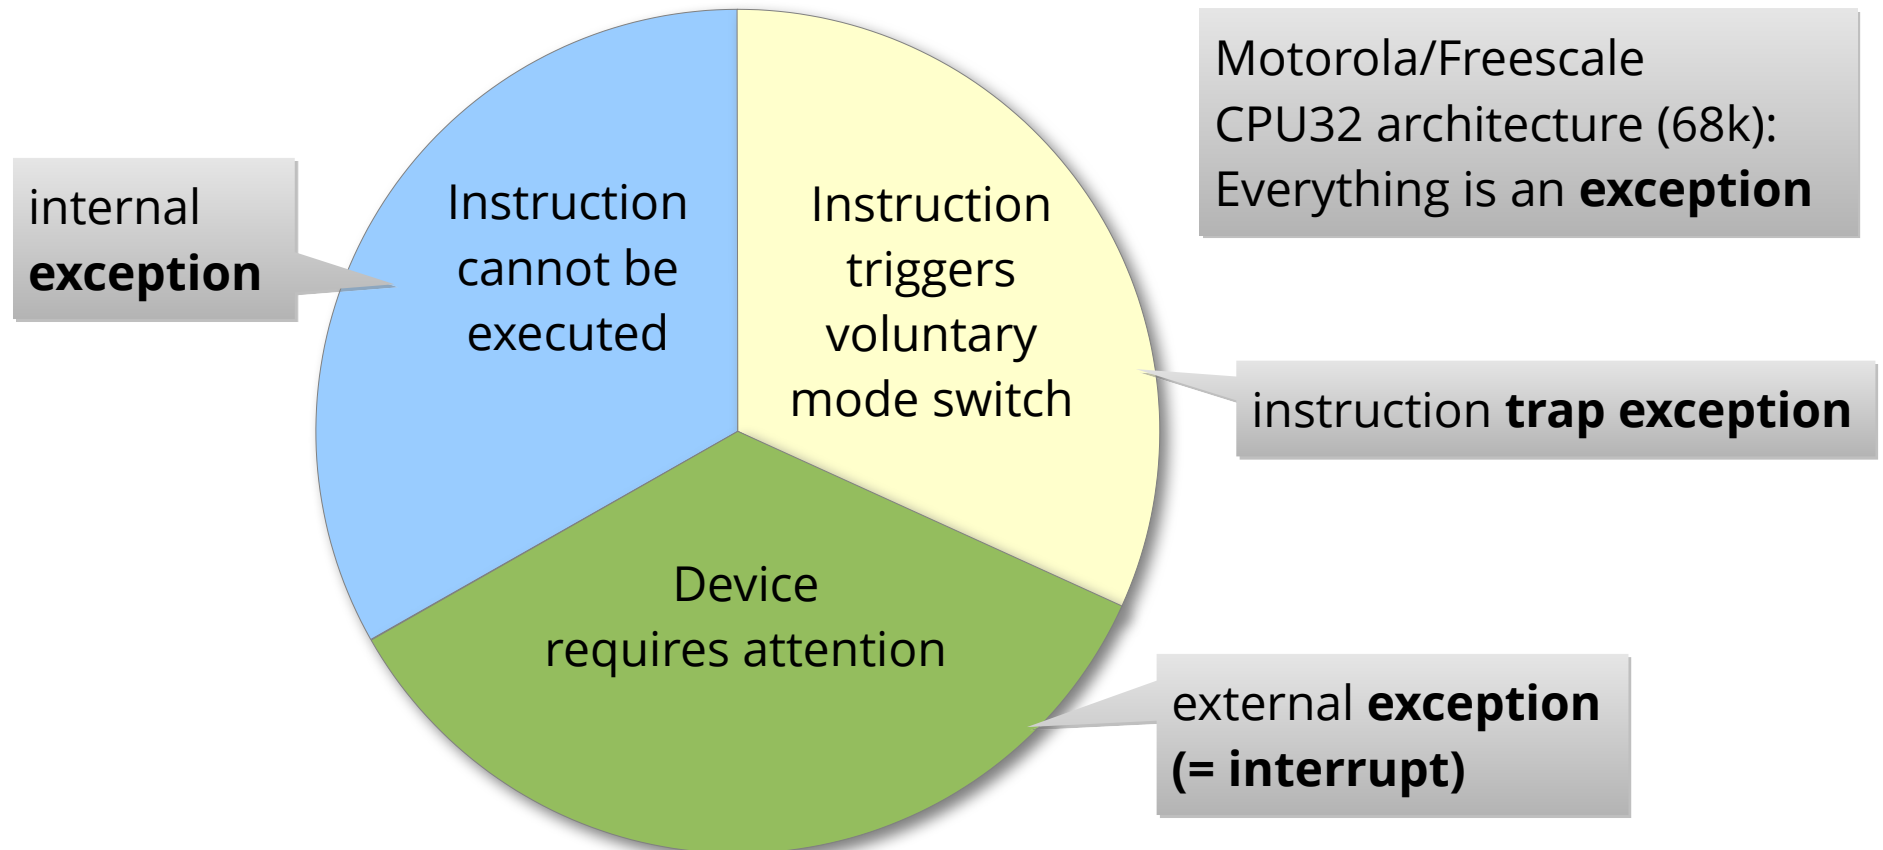 Motorola/Freescale
CPU32 architecture (68k):
Everything is an exception
internal
exception
Instruction
cannot be
executed
Instruction
triggers
voluntary
mode switch
instruction trap exception
Device
requires attention
external exception
(= interrupt)